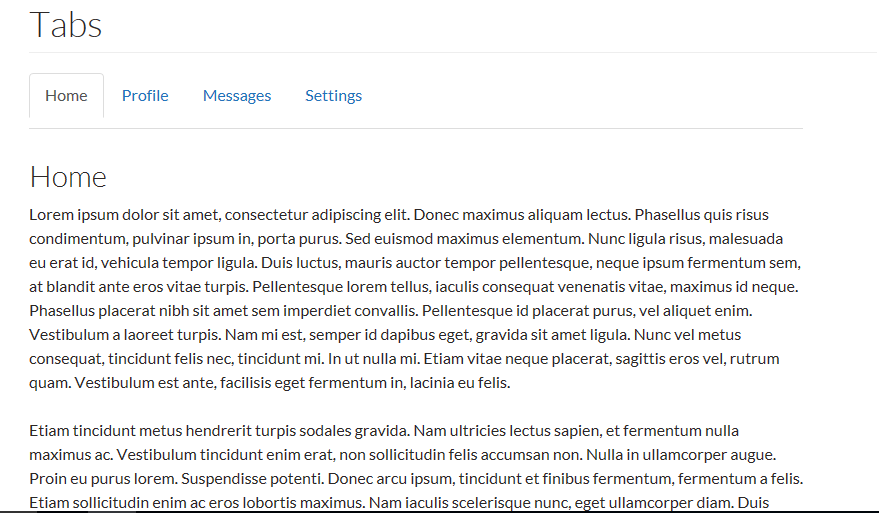 Tabs
Home Profile Messages Settings
Home
Lorem ipsum dolor sit amet, consectetur adipiscing elit. Donec maximus aliquam lectus. Phasellus quis risus
condimentum, pulvinar ipsum in, porta purus. Sed euismod maximus elementum. Nunc ligula risus, malesuada
eu erat id, vehicula tempor ligula. Duis luctus, mauris auctor tempor pellentesque, neque ipsum fermentum sem,
at blandit ante eros vitae turpis. Pellentesque lorem tellus, iaculis consequat venenatis vitae, maximus id neque.
Phasellus placerat nibh sit amet sem imperdiet convallis. Pellentesque id placerat purus, vel aliquet enim.
Vestibulum a laoreet turpis. Nam mi est, semper id dapibus eget, gravida sit amet ligula. Nunc vel metus
consequat, tincidunt felis nec, tincidunt mi. In ut nulla mi. Etiam vitae neque placerat, sagittis eros vel, rutrum
quam. Vestibulum est ante, facilisis eget fermentum in, lacinia eu felis.
Etiam tincidunt metus hendrerit turpis sodales gravida. Nam ultricies lectus sapien, et fermentum nulla
maximus ac. Vestibulum tincidunt enim erat, non sollicitudin felis accumsan non. Nulla in ullamcorper augue.
Proin eu purus lorem. Suspendisse potenti. Donec arcu ipsum, tincidunt et finibus fermentum, fermentum a felis.
Etiam sollicitudin enim ac eros lobortis maximus. Nam iaculis scelerisque nunc, eget ullamcorper diam. Duis